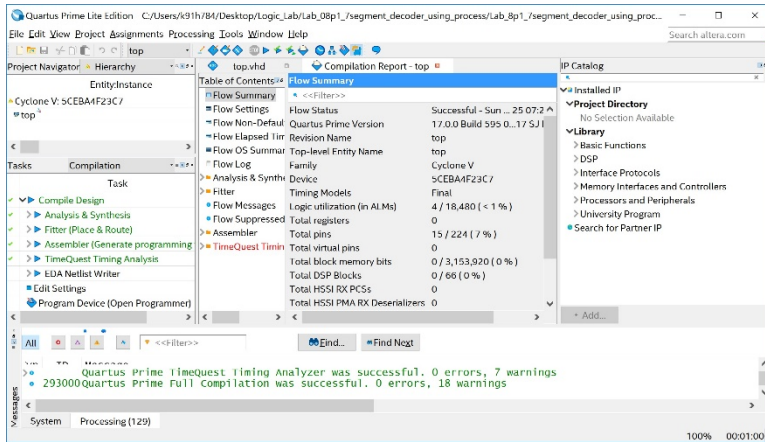 Quartus Prime Lite Edition C:/Users/k91h/84/Desktop/Logic_Lab/Lab_08p1_7segment_decoder_using_process/Lab_8p1_7segment_decoder_using_proc...
File Edit View Project Assignments Processing Tools Window Help
Search altera.com
top
Project Navigator Hierarchy
Entity:Instance
Cyclone V: 5CEBA4F23C7
top
Tasks Compilation
Task
Compile Design
Analysis & Synthesis
Fitter (Place & Route)
Assembler (Generate programming
TimeQuest Timing Analysis
EDA Netlist Writer
Edit Settings
Program Device (Open Programmer)
top.vhd
Compilation Report - top
Table of Contents
Flow Summary
Flow Settings
Flow Non-Defaul
Flow Elapsed Tim
Flow OS Summar
Flow Log
Analysis & Synthe
Fitter
Flow Messages
Flow Suppressed
Assembler
TimeQuest Timin
Flow Summary
<<Filter>>
Flow Status Successful - Sun ... 25 07:2
Quartus Prime Version 17.0.0 Build 595 0...17 SJ
Revision Name top
Top-level Entity Name top
Family Cyclone V
Device 5CEBA4F23C7
Timing Models Final
Logic utilization (in ALMs) 4 / 18,480 ( < 1 % )
Total registers 0
Total pins 15 / 224 ( 7 % )
Total virtual pins 0
Total block memory bits 0 / 3,153,920 ( 0 % )
Total DSP Blocks 0 / 66 ( 0 % )
Total HSSI RX PCSs 0
Total HSSI PMA RX Deserializers 0
IP Catalog
Installed IP
Project Directory
No Selection Available
Library
Basic Functions
DSP
Interface Protocols
Memory Interfaces and Controllers
Processors and Peripherals
University Program
Search for Partner IP
+ Add...
All
<<Filter>>
Find...
Find Next
Quartus Prime TimeQuest Timing Analyzer was successful. 0 errors, 7 warnings
293000 Quartus Prime Full Compilation was successful. 0 errors, 18 warnings
Messages
System Processing (129)
100% 00:01:00